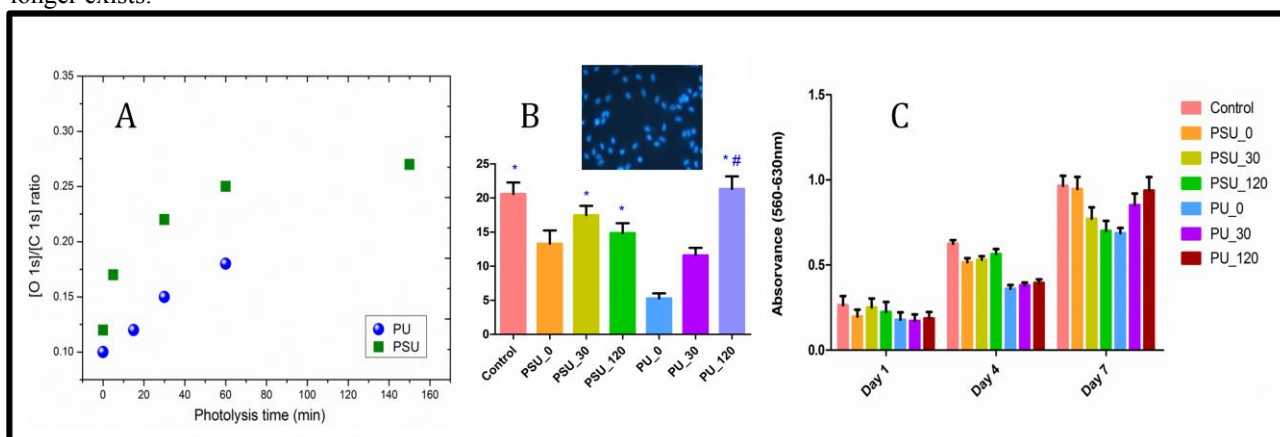 longer exists.
A
0.35
0.30
0.25
0.20
0.15
0.10
[O 1s]/[C 1s] ratio
0 20 40 60 80 100 120 140 160
Photolysis time (min)
PU
PSU
B
25
20
15
10
5
0
*
*
*
* #
Control
PSU_0
PSU_30
PSU_120
PU_0
PU_30
PU_120
C
1.5
1.0
0.5
0.0
Absorvance (560-630nm)
Day 1
Day 4
Day 7
Control
PSU_0
PSU_30
PSU_120
PU_0
PU_30
PU_120